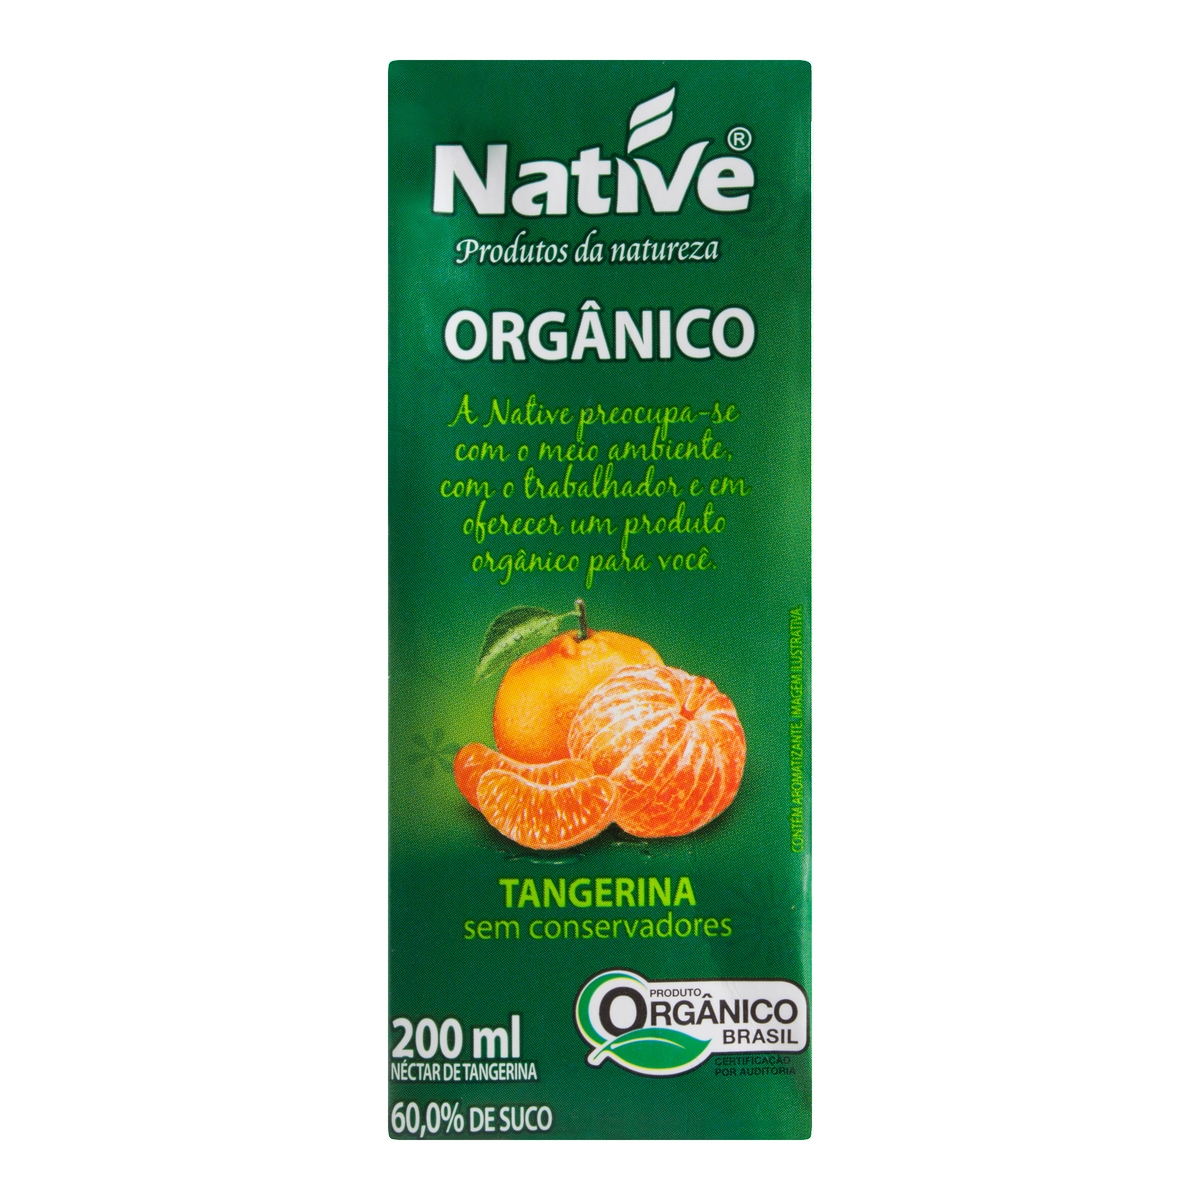 Native®
Produtos da natureza
ORGÂNICO
A Native preocupa-se
com o meio ambiente,
com o trabalhador e em
oferecer um produto
orgânico para você.
CONTÉM AROMATIZANTE. IMAGEM ILUSTRATIVA.
TANGERINA
sem conservadores
PRODUTO
ORGÂNICO
BRASIL
CERTIFICAÇÃO
POR AUDITORIA
200 ml
NÉCTAR DE TANGERINA
60,0% DE SUCO